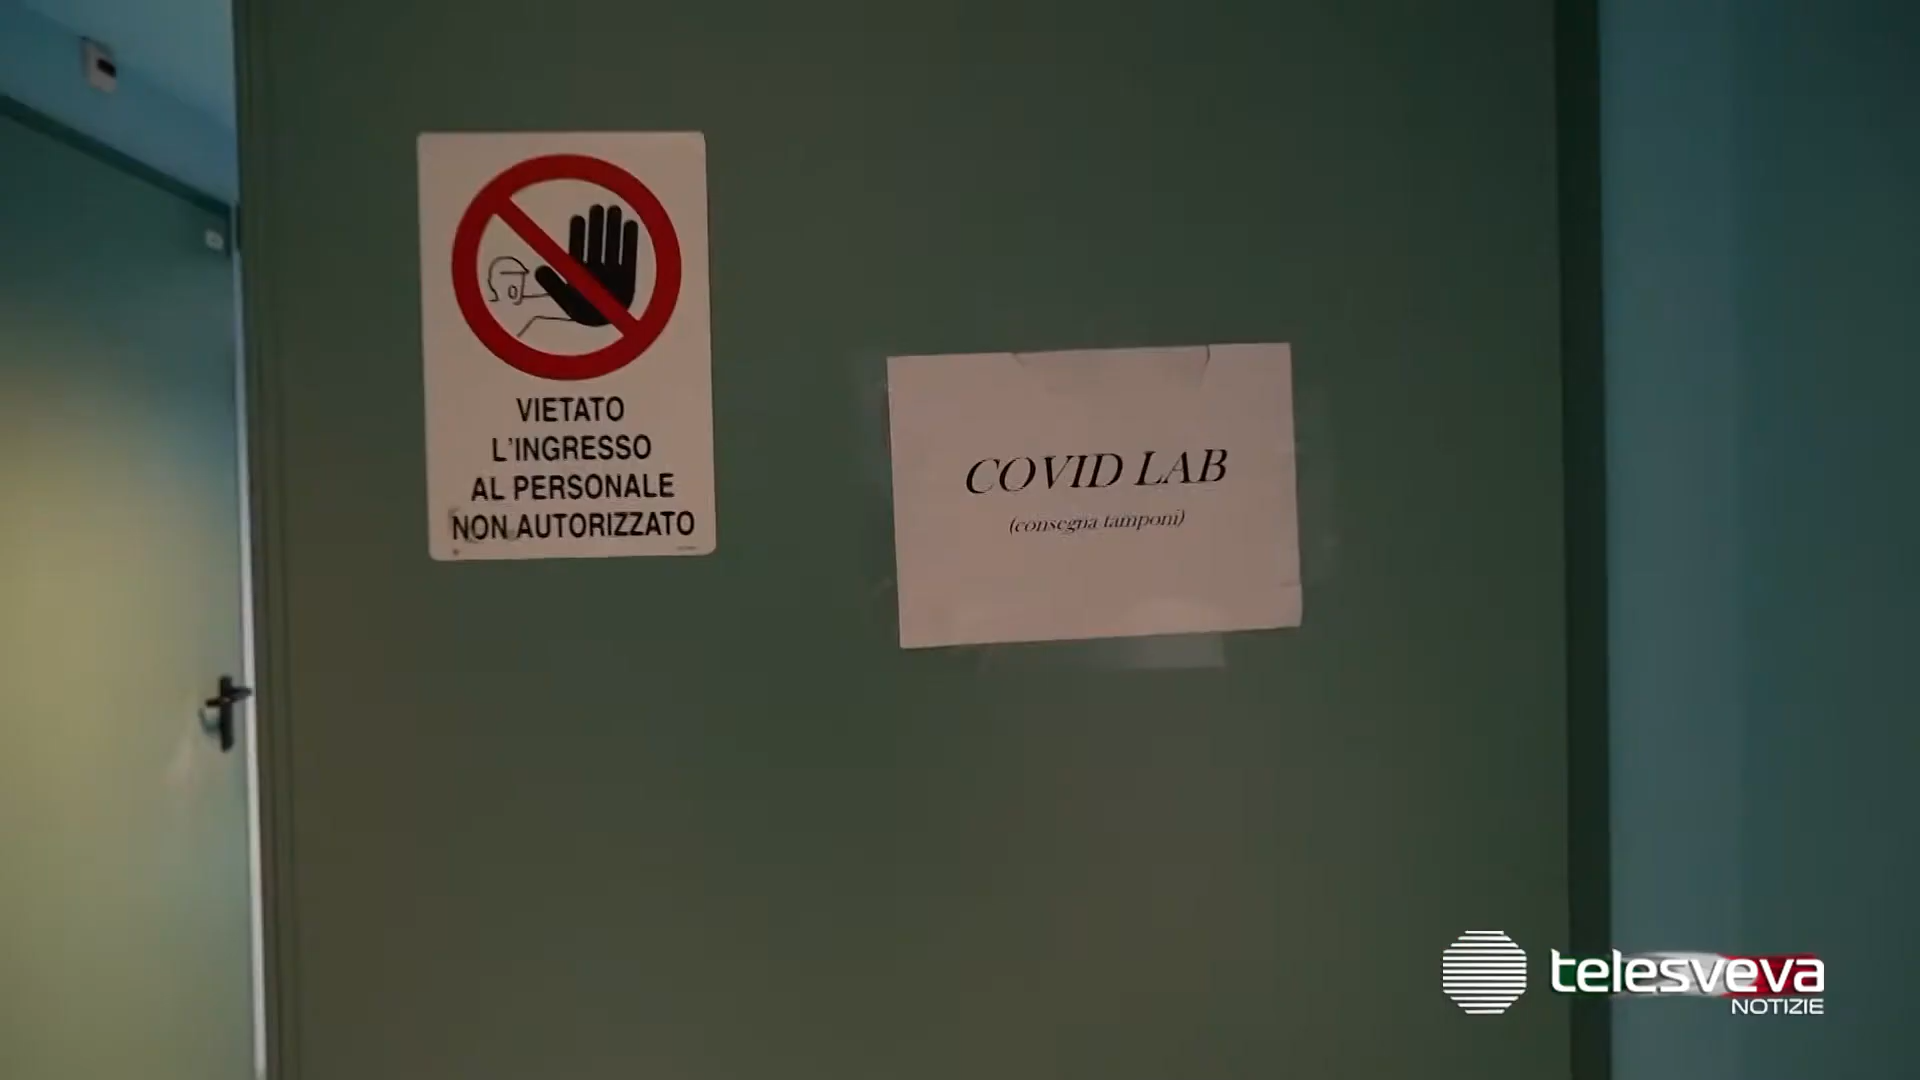 VIETATO
L'INGRESSO
AL PERSONALE
NON AUTORIZZATO
COVID LAB
(consegna tamponi)
telesveva
NOTIZIE